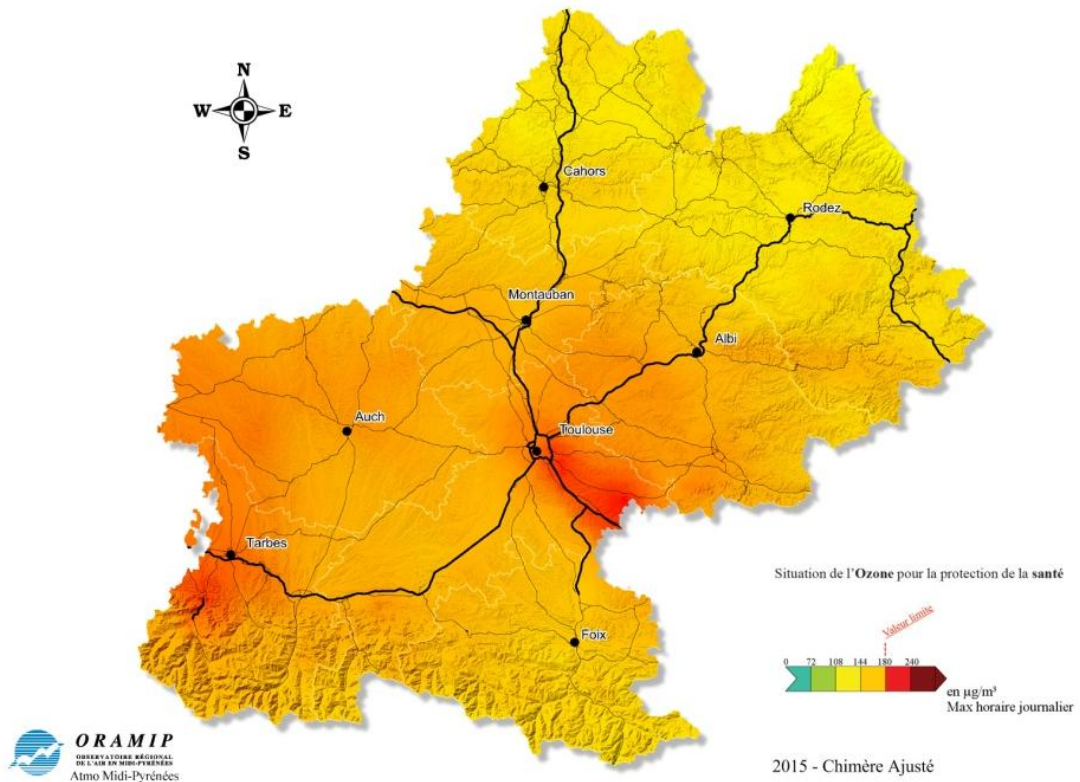 N
W E
S
Cahors
Rodez
Montauban
Albi
Auch
Toulouse
Tarbes
Foix
Situation de l'Ozone pour la protection de la santé
Valeur limite
0 72 108 144 180 240
en µg/m³
Max horaire journalier
2015 - Chimère Ajusté
ORAMIP
OBSERVATOIRE RÉGIONAL
DE L'AIR EN MIDI-PYRÉNÉES
Atmo Midi-Pyrénées